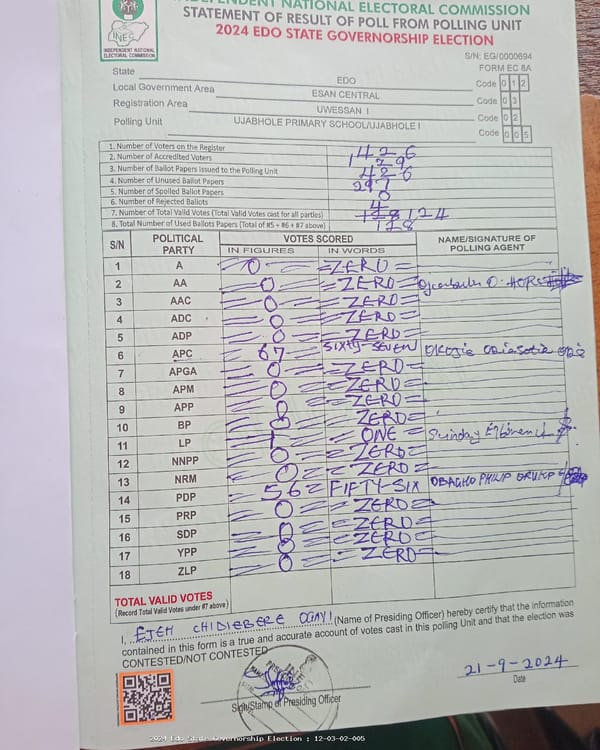 INDEPENDENT NATIONAL ELECTORAL COMMISSION
STATEMENT OF RESULT OF POLL FROM POLLING UNIT
2024 EDO STATE GOVERNORSHIP ELECTION
INEC
INDEPENDENT NATIONAL ELECTORAL COMMISSION
S/N: EG/0000694
FORM EC 8A
State EDO Code 0 1 2
Local Government Area ESAN CENTRAL Code 0 3
Registration Area UWESSAN I Code 0 2
Polling Unit UJABHOLE PRIMARY SCHOOL/UJABHOLE I Code 0 0 5
1. Number of Voters on the Register 426
2. Number of Accredited Voters 129
3. Number of Ballot Papers Issued to the Polling Unit 426
4. Number of Unused Ballot Papers 297
5. Number of Spoiled Ballot Papers 0
6. Number of Rejected Ballots 4
7. Number of Total Valid Votes (Total Valid Votes cast for all parties) 128 124
8. Total Number of Used Ballots Papers (Total of #5 + #6 + #7 above) 128
S/N POLITICAL PARTY VOTES SCORED NAME/SIGNATURE OF POLLING AGENT
IN FIGURES IN WORDS
1 A 0 =ZERO=
2 AA 0 =ZERO=
3 AAC 0 =ZERO=
4 ADC 0 =ZERO=
5 ADP 0 =ZERO=
6 APC 67 SIXTY-SEVEN
7 APGA 0 =ZERO=
8 APM 0 =ZERO=
9 APP 0 =ZERO=
10 BP 0 ZERO=
11 LP 1 = ONE = Sunday
12 NNPP 0 =ZERO=
13 NRM 0 = ZERO=
14 PDP 56 = FIFTY-SIX OBAGHO PHILIP
15 PRP 0 = ZERO=
16 SDP 0 =ZERO=
17 YPP 0 =ZERO=
18 ZLP 0 = ZERO=
TOTAL VALID VOTES
(Record Total Valid Votes under #7 above)
I, EJEH CHIDIEBERE OGAYI (Name of Presiding Officer) hereby certify that the information
contained in this form is a true and accurate account of votes cast in this polling Unit and that the election was
CONTESTED/NOT CONTESTED
21-9-2024
Sign/Stamp of Presiding Officer Date
2024 Edo State Governorship Election : 12-03-02-005